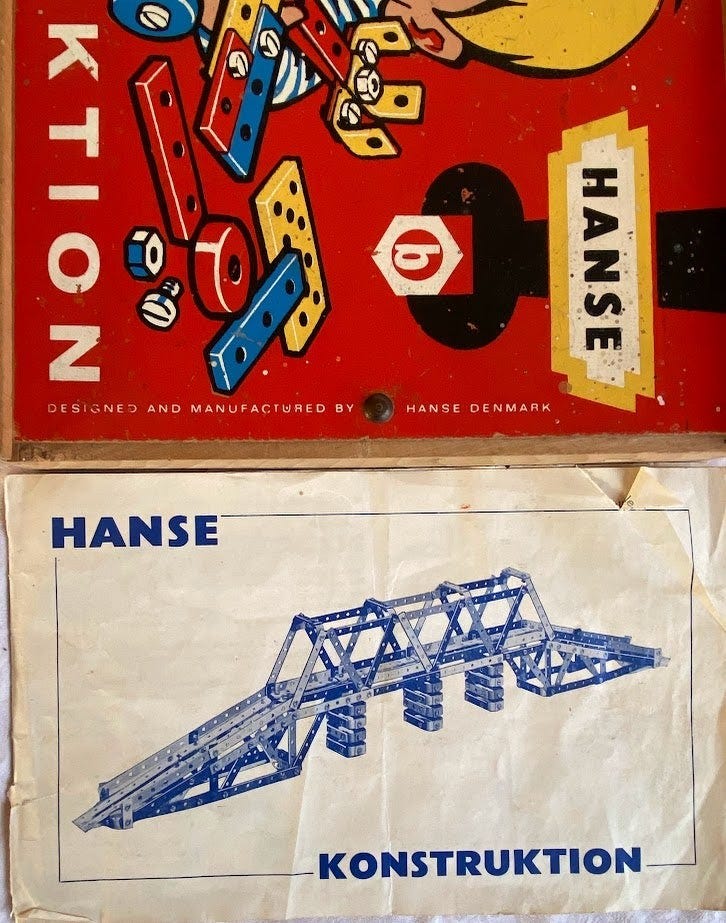 KTION
b
HANSE
DESIGNED AND MANUFACTURED BY HANSE DENMARK
HANSE
KONSTRUKTION